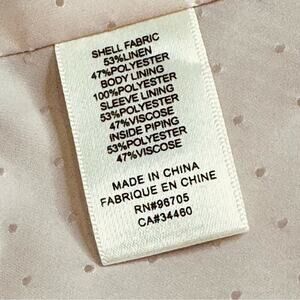 SHELL FABRIC
53%LINEN
47%POLYESTER
BODY LINING
100%POLYESTER
SLEEVE LINING
53%POLYESTER
47%VISCOSE
INSIDE PIPING
53%POLYESTER
47%VISCOSE
MADE IN CHINA
FABRIQUE EN CHINE
RN#96705
CA#34460